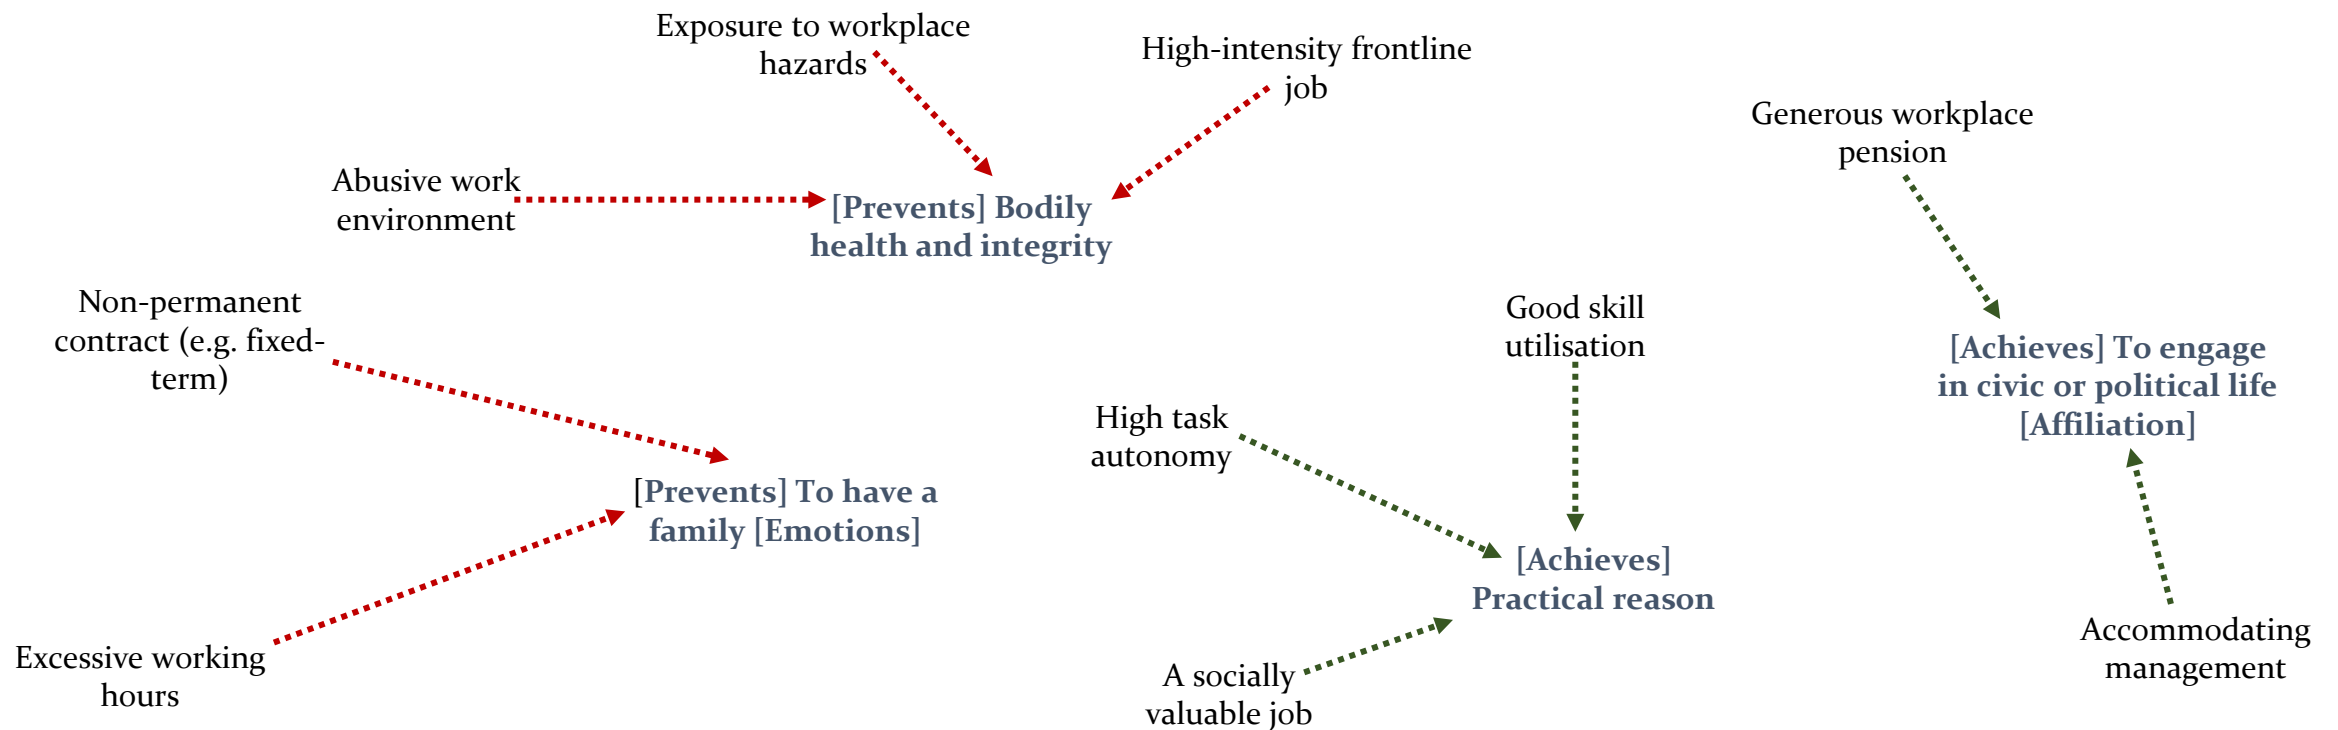 Exposure to workplace
hazards
High-intensity frontline
job
Generous workplace
pension
Abusive work
environment
[Prevents] Bodily
health and integrity
Non-permanent
contract (e.g. fixed-
term)
Good skill
utilisation
[Achieves] To engage
in civic or political life
[Affiliation]
High task
autonomy
[Prevents] To have a
family [Emotions]
[Achieves]
Practical reason
Excessive working
hours
A socially
valuable job
Accommodating
management